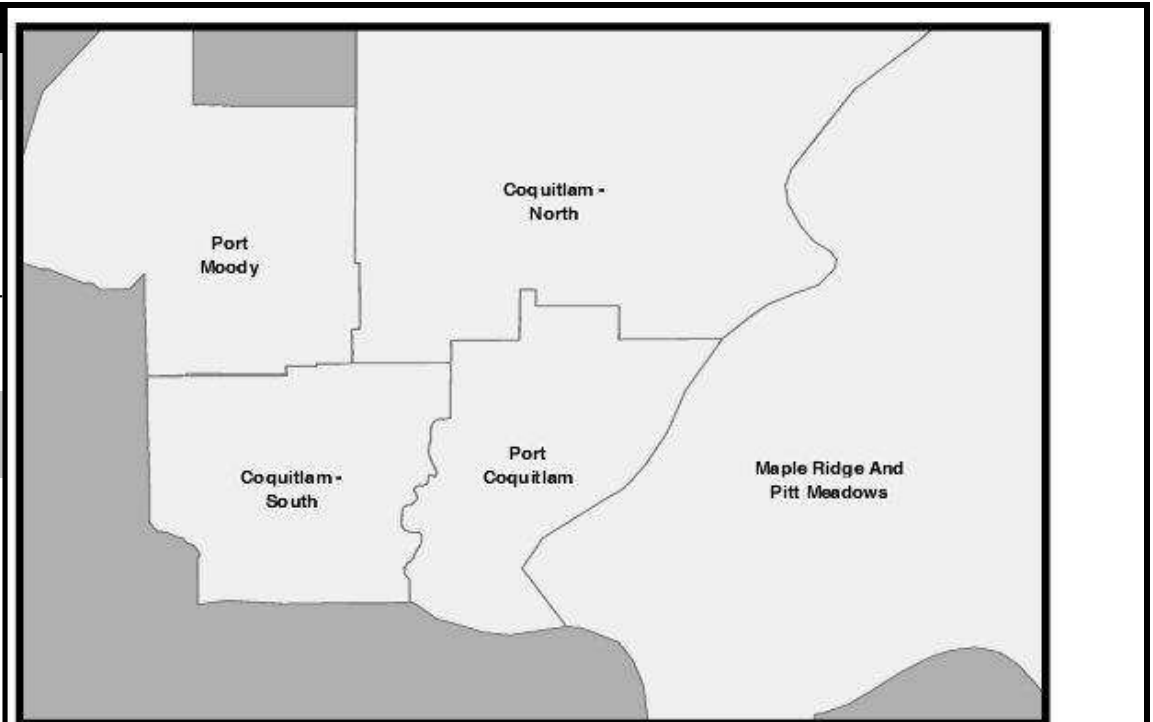 Coquitlam -
North
Port
Moody
Coquitlam -
South
Port
Coquitlam
Maple Ridge And
Pitt Meadows